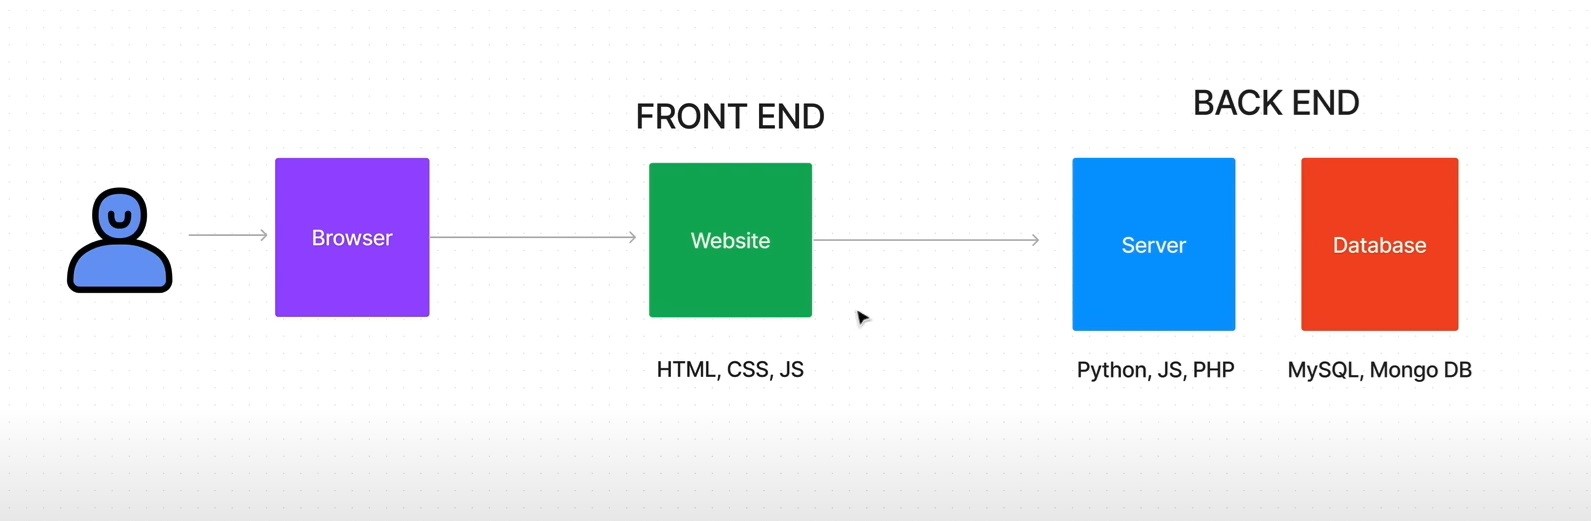 FRONT END
BACK END
Browser
Website
Server
Database
HTML, CSS, JS
Python, JS, PHP
MySQL, Mongo DB